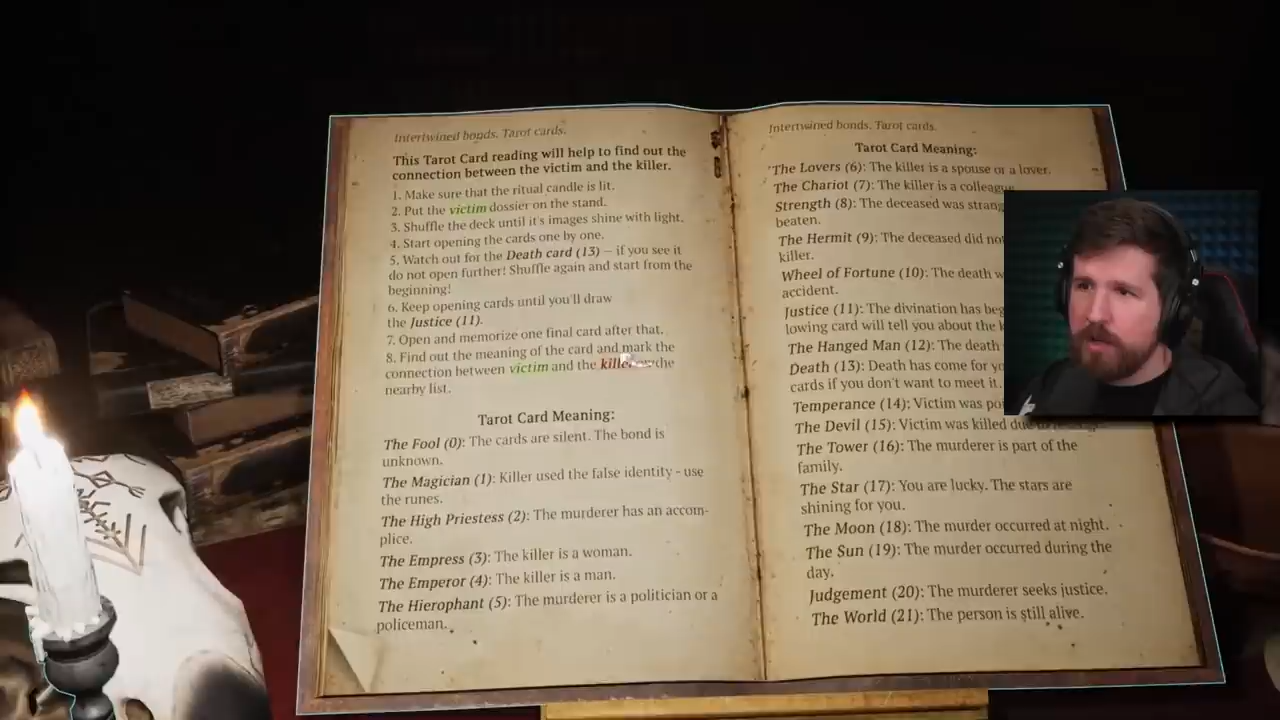 Intertwined bonds. Tarot cards.
This Tarot Card reading will help to find out the
connection between the victim and the killer.
1. Make sure that the ritual candle is lit.
2. Put the victim dossier on the stand.
3. Shuffle the deck until it's images shine with light.
4. Start opening the cards one by one.
5. Watch out for the Death card (13) – if you see it
do not open further! Shuffle again and start from the
beginning!
6. Keep opening cards until you'll draw
the Justice (11).
7. Open and memorize one final card after that.
8. Find out the meaning of the card and mark the
connection between victim and the killer the
nearby list.
Tarot Card Meaning:
The Fool (0): The cards are silent. The bond is
unknown.
The Magician (1): Killer used the false identity - use
the runes.
The High Priestess (2): The murderer has an accom-
plice.
The Empress (3): The killer is a woman.
The Emperor (4): The killer is a man.
The Hierophant (5): The murderer is a politician or a
policeman.
Intertwined bonds. Tarot cards.
Tarot Card Meaning:
The Lovers (6): The killer is a spouse or a lover.
The Chariot (7): The killer is a colleague
Strength (8): The deceased was
beaten.
The Hermit (9): The deceased did
killer.
Wheel of Fortune (10): The death
accident.
Justice (11): The divination has
lowing card will tell you about the
The Hanged Man (12): The death
Death (13): Death has come for
cards if you don't want to meet it.
Temperance (14): Victim was
The Devil (15): Victim was killed
The Tower (16): The murderer is part of the
family.
The Star (17): You are lucky. The stars are
shining for you.
The Moon (18): The murder occurred at night.
The Sun (19): The murder occurred during the
day.
Judgement (20): The murderer seeks justice.
The World (21): The person is still alive.